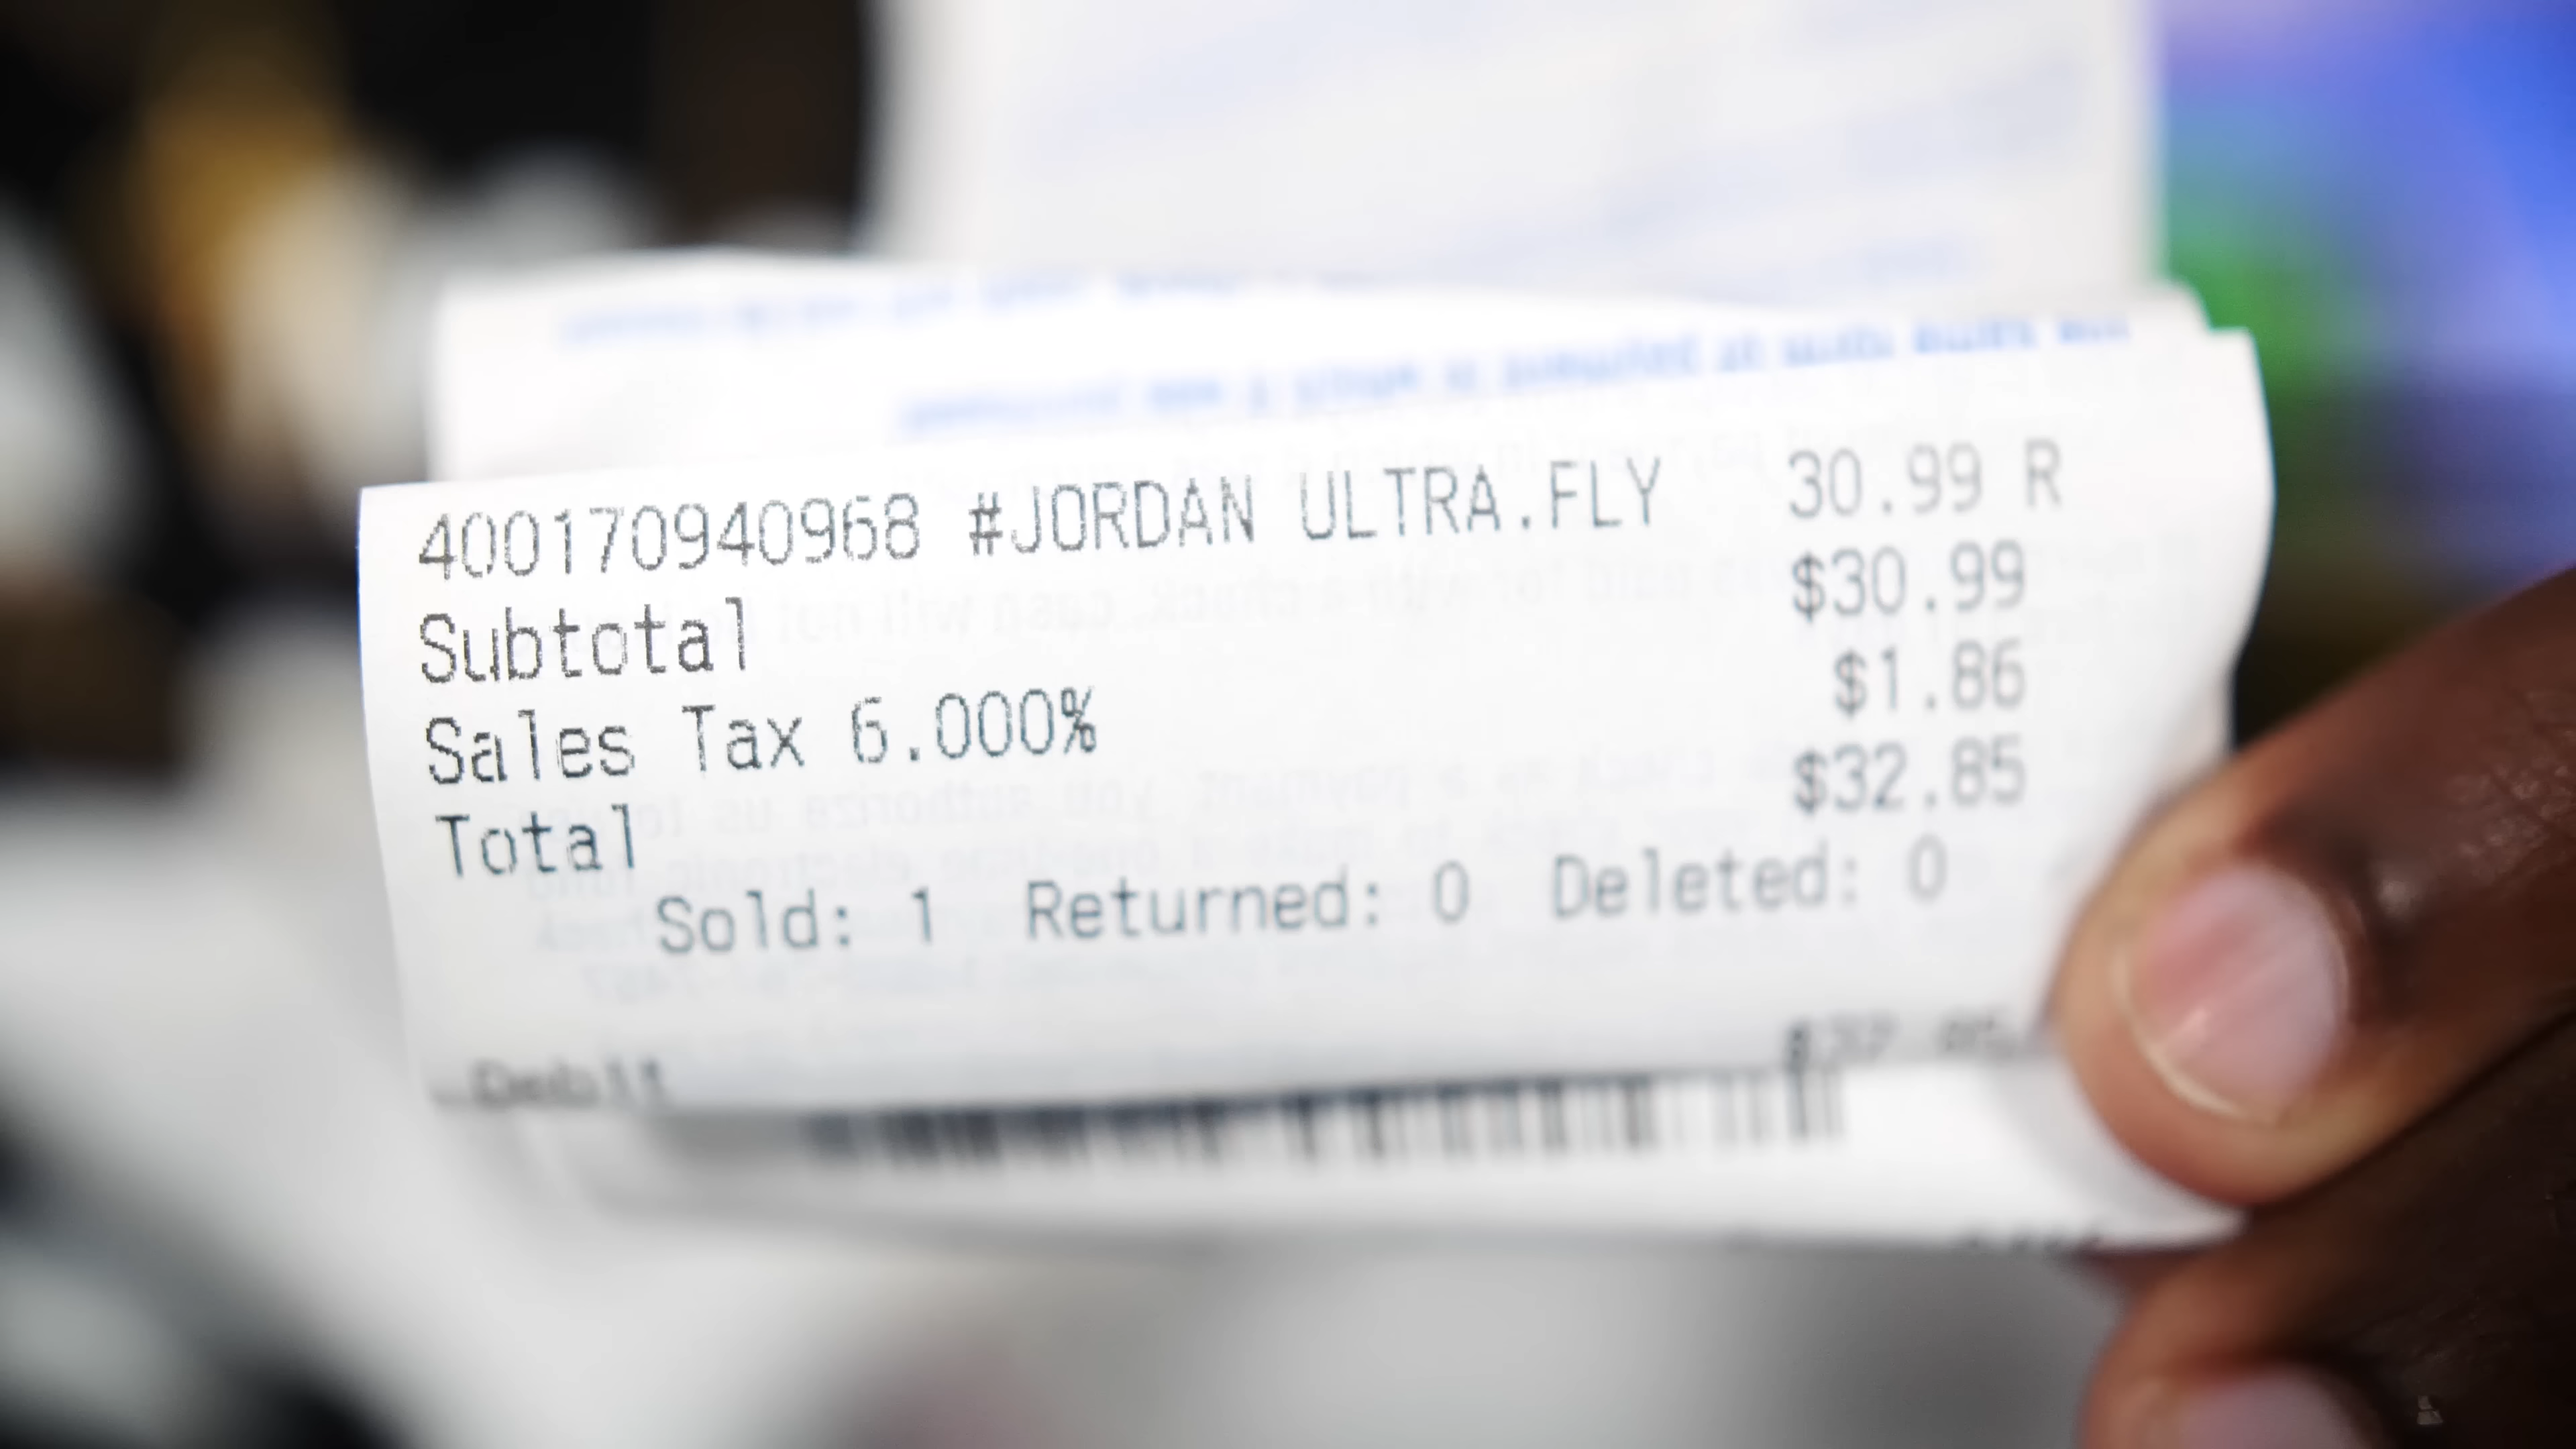 400170940968 #JORDAN ULTRA.FLY 30.99 R
Subtotal $30.99
Sales Tax 6.000% $1.86
Total $32.85
Sold: 1 Returned: 0 Deleted: 0
Debit